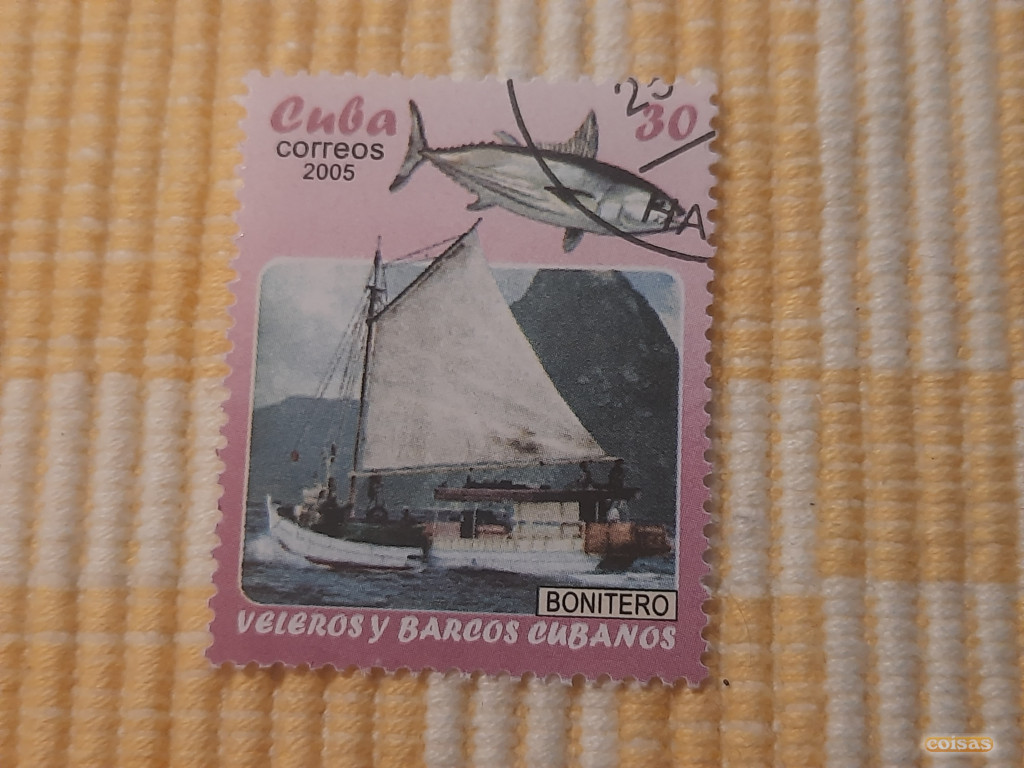 Cuba
correos
2005
30
BONITERO
VELEROS Y BARCOS CUBANOS
coisas